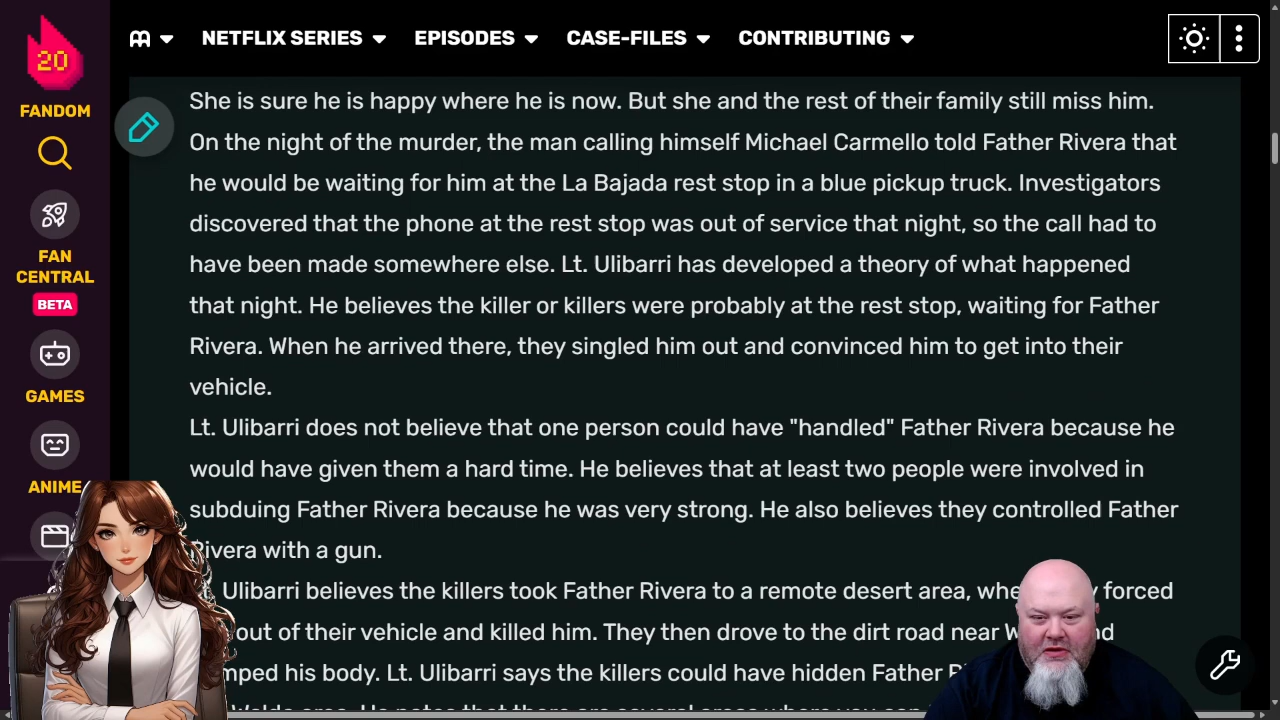 NETFLIX SERIES EPISODES CASE-FILES CONTRIBUTING
20
FANDOM
FAN
CENTRAL
BETA
GAMES
ANIME
She is sure he is happy where he is now. But she and the rest of their family still miss him.
On the night of the murder, the man calling himself Michael Carmello told Father Rivera that
he would be waiting for him at the La Bajada rest stop in a blue pickup truck. Investigators
discovered that the phone at the rest stop was out of service that night, so the call had to
have been made somewhere else. Lt. Ulibarri has developed a theory of what happened
that night. He believes the killer or killers were probably at the rest stop, waiting for Father
Rivera. When he arrived there, they singled him out and convinced him to get into their
vehicle.
Lt. Ulibarri does not believe that one person could have "handled" Father Rivera because he
would have given them a hard time. He believes that at least two people were involved in
subduing Father Rivera because he was very strong. He also believes they controlled Father
Rivera with a gun.
Ulibarri believes the killers took Father Rivera to a remote desert area, forced
out of their vehicle and killed him. They then drove to the dirt road near
his body. Lt. Ulibarri says the killers could have hidden Father